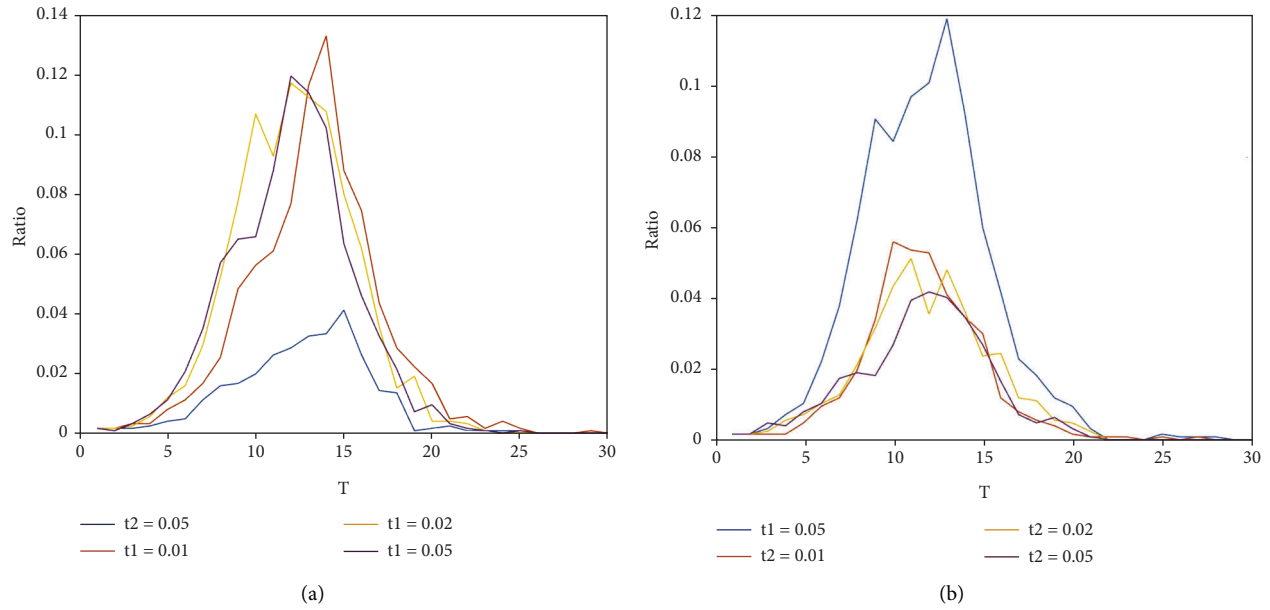 0.14
0.12
0.1
0.08
0.06
0.04
0.02
0
Ratio
0 5 10 15 20 25 30
T
t2 = 0.05 t1 = 0.02
t1 = 0.01 t1 = 0.05
(a)
0.12
0.1
0.08
0.06
0.04
0.02
0
Ratio
0 5 10 15 20 25 30
T
t1 = 0.05 t2 = 0.02
t2 = 0.01 t2 = 0.05
(b)